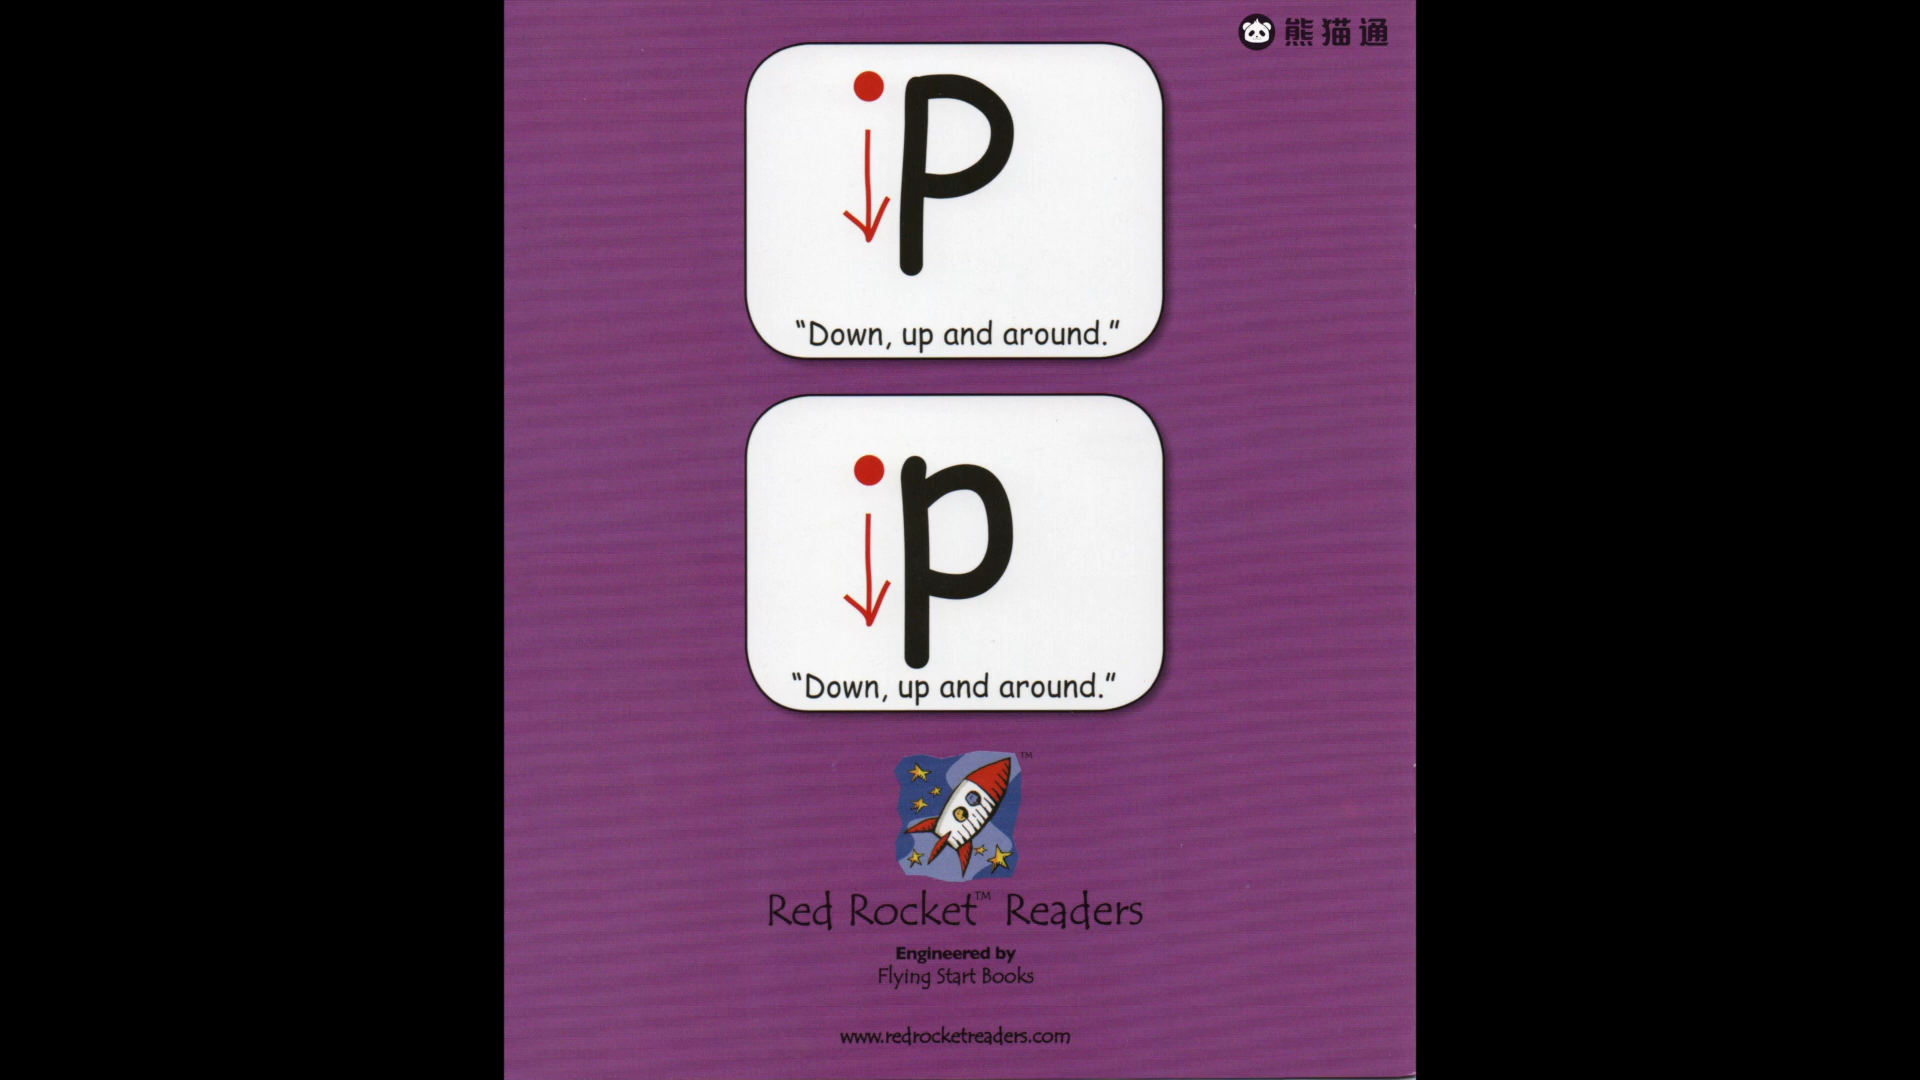 熊猫通
P
“Down, up and around.”
p
“Down, up and around.”
TM
Red Rocket™ Readers
Engineered by
Flying Start Books
www.redrocketreaders.com